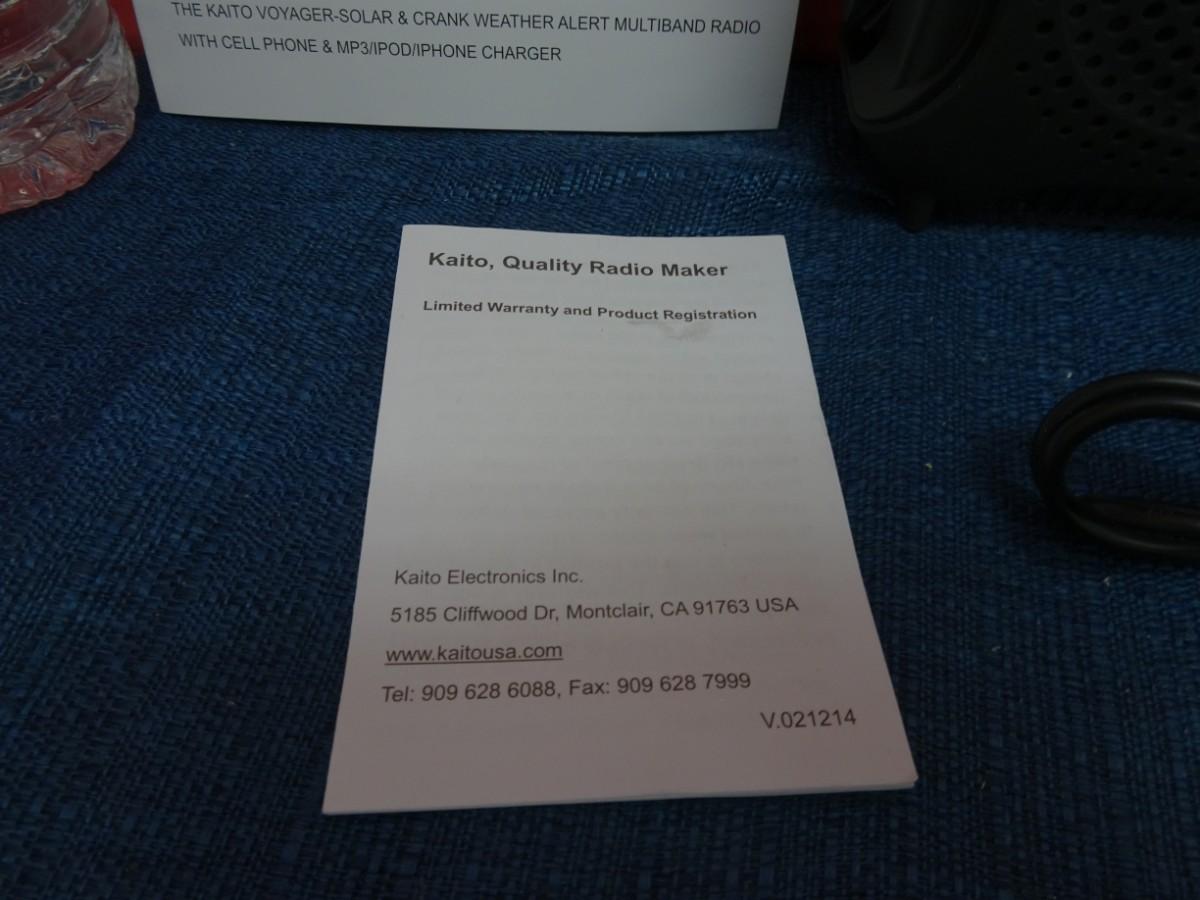 THE KAITO VOYAGER-SOLAR & CRANK WEATHER ALERT MULTIBAND RADIO
WITH CELL PHONE & MP3/IPOD/IPHONE CHARGER
Kaito, Quality Radio Maker
Limited Warranty and Product Registration
Kaito Electronics Inc.
5185 Cliffwood Dr, Montclair, CA 91763 USA
www.kaitousa.com
Tel: 909 628 6088, Fax: 909 628 7999
V.021214